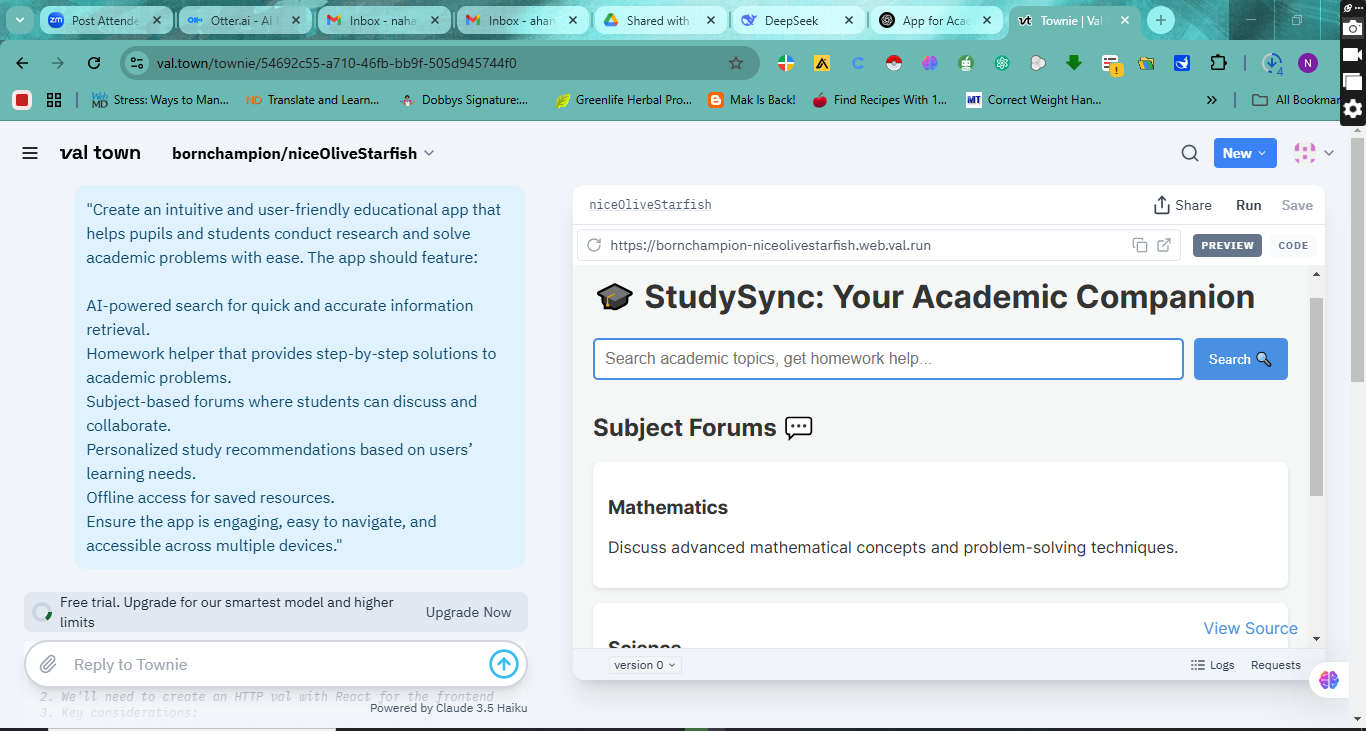 Post Attende
Otter.ai - AI
Inbox - naha
Inbox - ahan
Shared with
DeepSeek
App for Aca
Townie | Val
val.town/townie/54692c55-a710-46fb-bb9f-505d945744f0
N
4
Stress: Ways to Man...
Translate and Learn...
Dobbys Signature:...
Greenlife Herbal Pro...
Mak Is Back!
Find Recipes With 1...
MT
Correct Weight Han...
»
All Bookmar
val town
bornchampion/niceOliveStarfish
New
"Create an intuitive and user-friendly educational app that
helps pupils and students conduct research and solve
academic problems with ease. The app should feature:
AI-powered search for quick and accurate information
retrieval.
Homework helper that provides step-by-step solutions to
academic problems.
Subject-based forums where students can discuss and
collaborate.
Personalized study recommendations based on users’
learning needs.
Offline access for saved resources.
Ensure the app is engaging, easy to navigate, and
accessible across multiple devices."
Free trial. Upgrade for our smartest model and higher
limits
Upgrade Now
Reply to Townie
2. We'll need to create an HTTP val with React for the frontend
3. Key considerations:
Powered by Claude 3.5 Haiku
niceOliveStarfish
Share
Run
Save
https://bornchampion-niceolivestarfish.web.val.run
PREVIEW
CODE
🎓 StudySync: Your Academic Companion
Search academic topics, get homework help...
Search 🔍
Subject Forums 💬
Mathematics
Discuss advanced mathematical concepts and problem-solving techniques.
Science
View Source
version 0
Logs
Requests